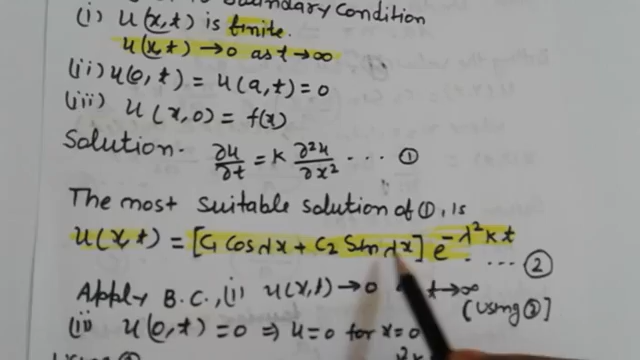 Boundary Condition
(i) u(x,t) is finite.
u(x,t) → 0 as t → ∞
(ii) u(0,t) = u(a,t) = 0
(iii) u(x,0) = f(x)
Solution. ∂u/∂t = k ∂²u/∂x² ... ①
The most suitable solution of ①, is
u(x,t) = [C₁ cos λx + C₂ Sin λx] e^(-λ²kt) ... ②
Apply B.C., (i) u(x,t) → 0 t → ∞
(using ②]
(ii) u(0,t) = 0 ⇒ u=0 for x=0